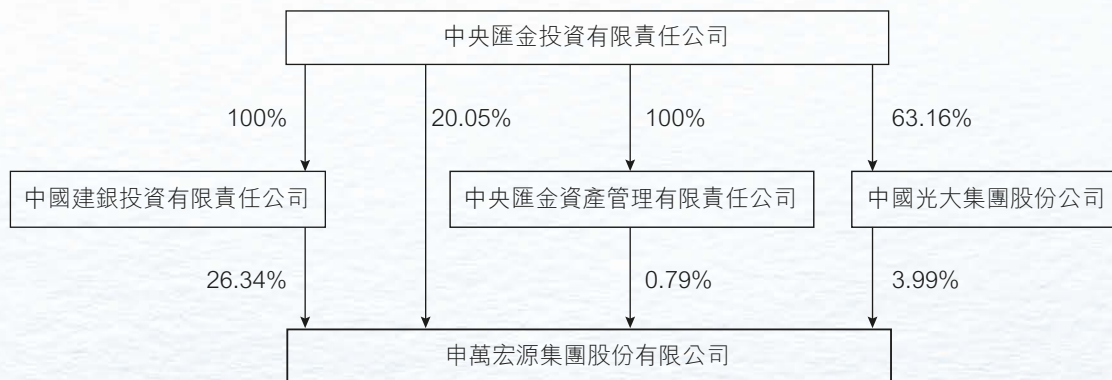 中央匯金投資有限責任公司
100%
20.05%
100%
63.16%
中國建銀投資有限責任公司
中央匯金資產管理有限責任公司
中國光大集團股份公司
26.34%
0.79%
3.99%
申萬宏源集團股份有限公司